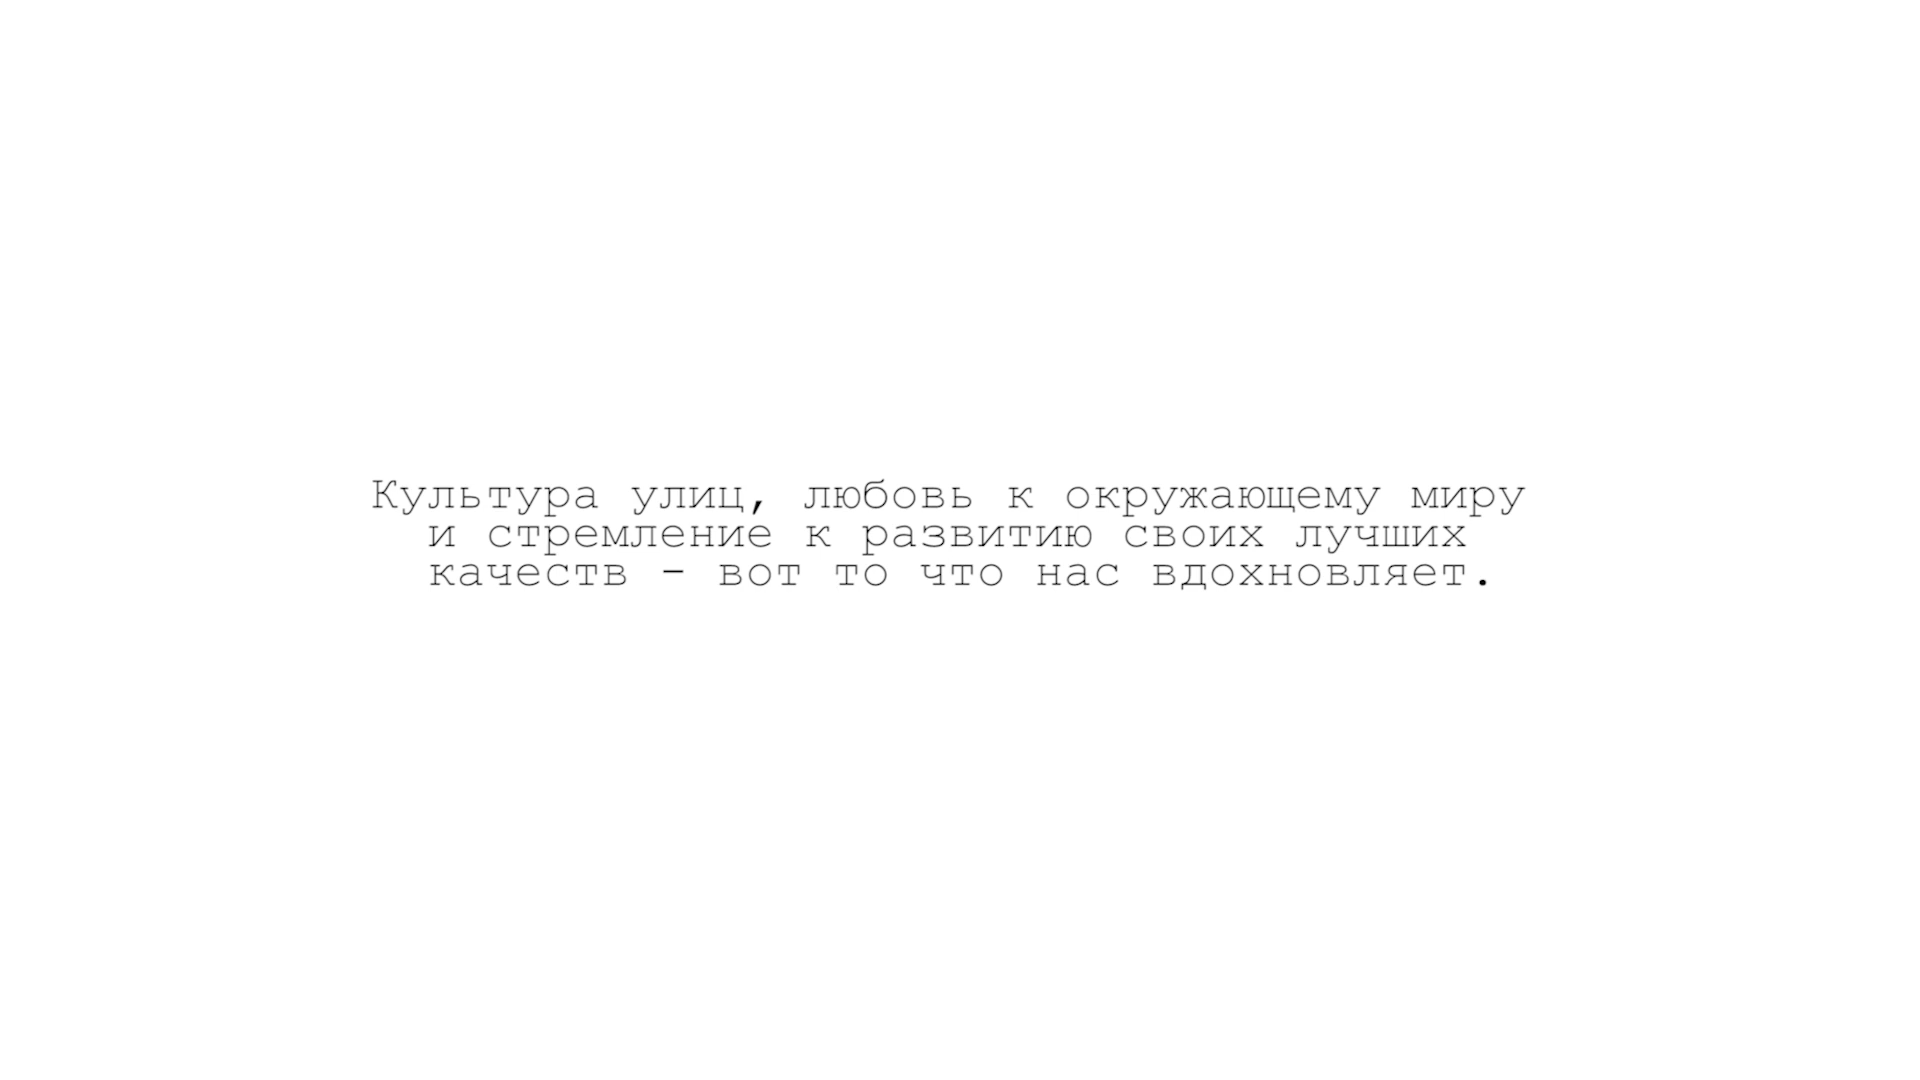 Культура улиц, любовь к окружающему миру
и стремление к развитию своих лучших
качеств - вот то что нас вдохновляет.